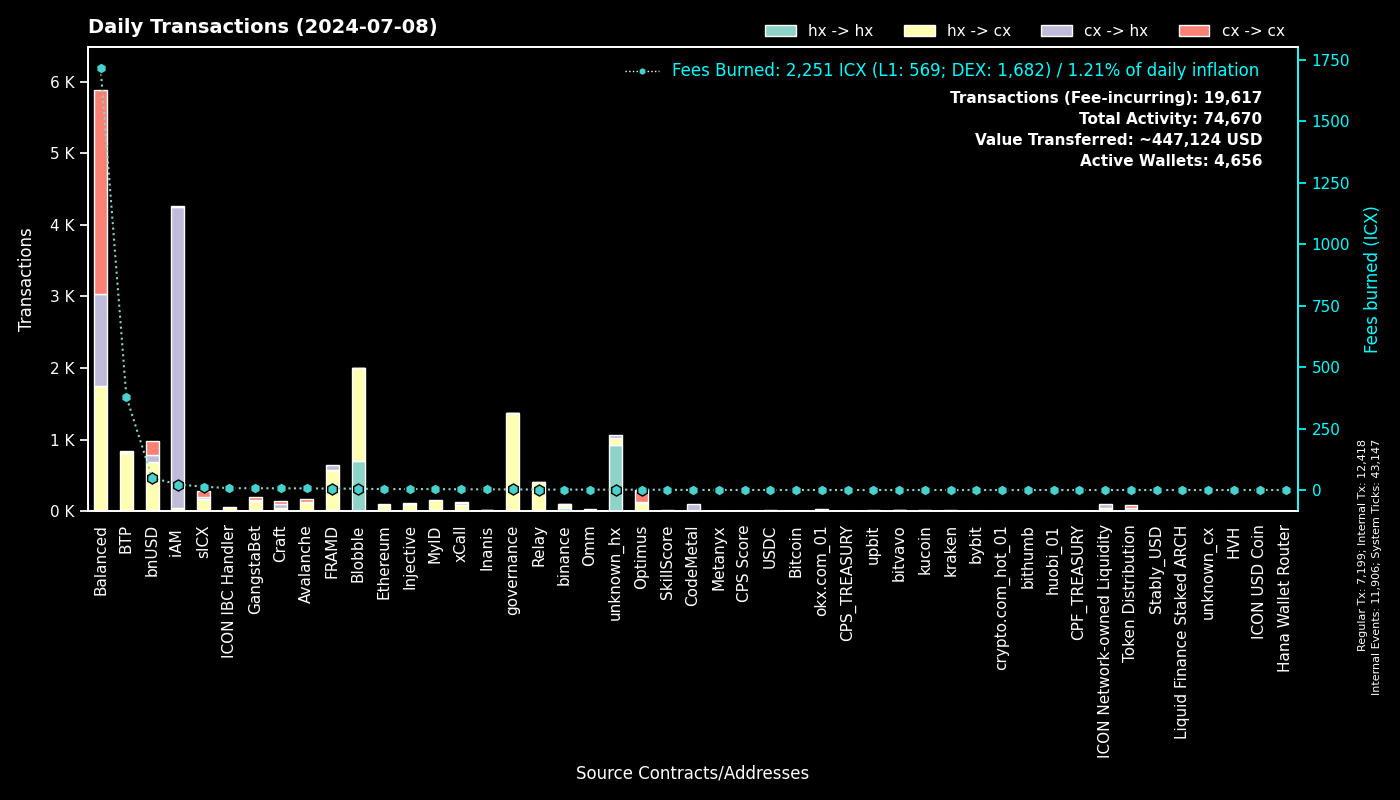 Daily Transactions (2024-07-08)
hx -> hx
hx -> cx
cx -> hx
cx -> cx
Fees Burned: 2,251 ICX (L1: 569; DEX: 1,682) / 1.21% of daily inflation
Transactions (Fee-incurring): 19,617
Total Activity: 74,670
Value Transferred: ~447,124 USD
Active Wallets: 4,656
Transactions
6 K
5 K
4 K
3 K
2 K
1 K
0 K
1750
1500
1250
1000
750
500
250
0
Fees burned (ICX)
Regular Tx: 7,199; Internal Tx: 12,418
Internal Events: 11,906; System Ticks: 43,147
Balanced
BTP
bnUSD
iAM
sICX
ICON IBC Handler
GangstaBet
Craft
Avalanche
FRAMD
Blobble
Ethereum
Injective
MyID
xCall
Inanis
governance
Relay
binance
Omm
unknown_hx
Optimus
SkillScore
CodeMetal
Metanyx
CPS Score
USDC
Bitcoin
okx.com_01
CPS_TREASURY
upbit
bitvavo
kucoin
kraken
bybit
crypto.com_hot_01
bithumb
huobi_01
CPF_TREASURY
ICON Network-owned Liquidity
Token Distribution
Stably_USD
Liquid Finance Staked ARCH
unknown_cx
HVH
ICON USD Coin
Hana Wallet Router
Source Contracts/Addresses